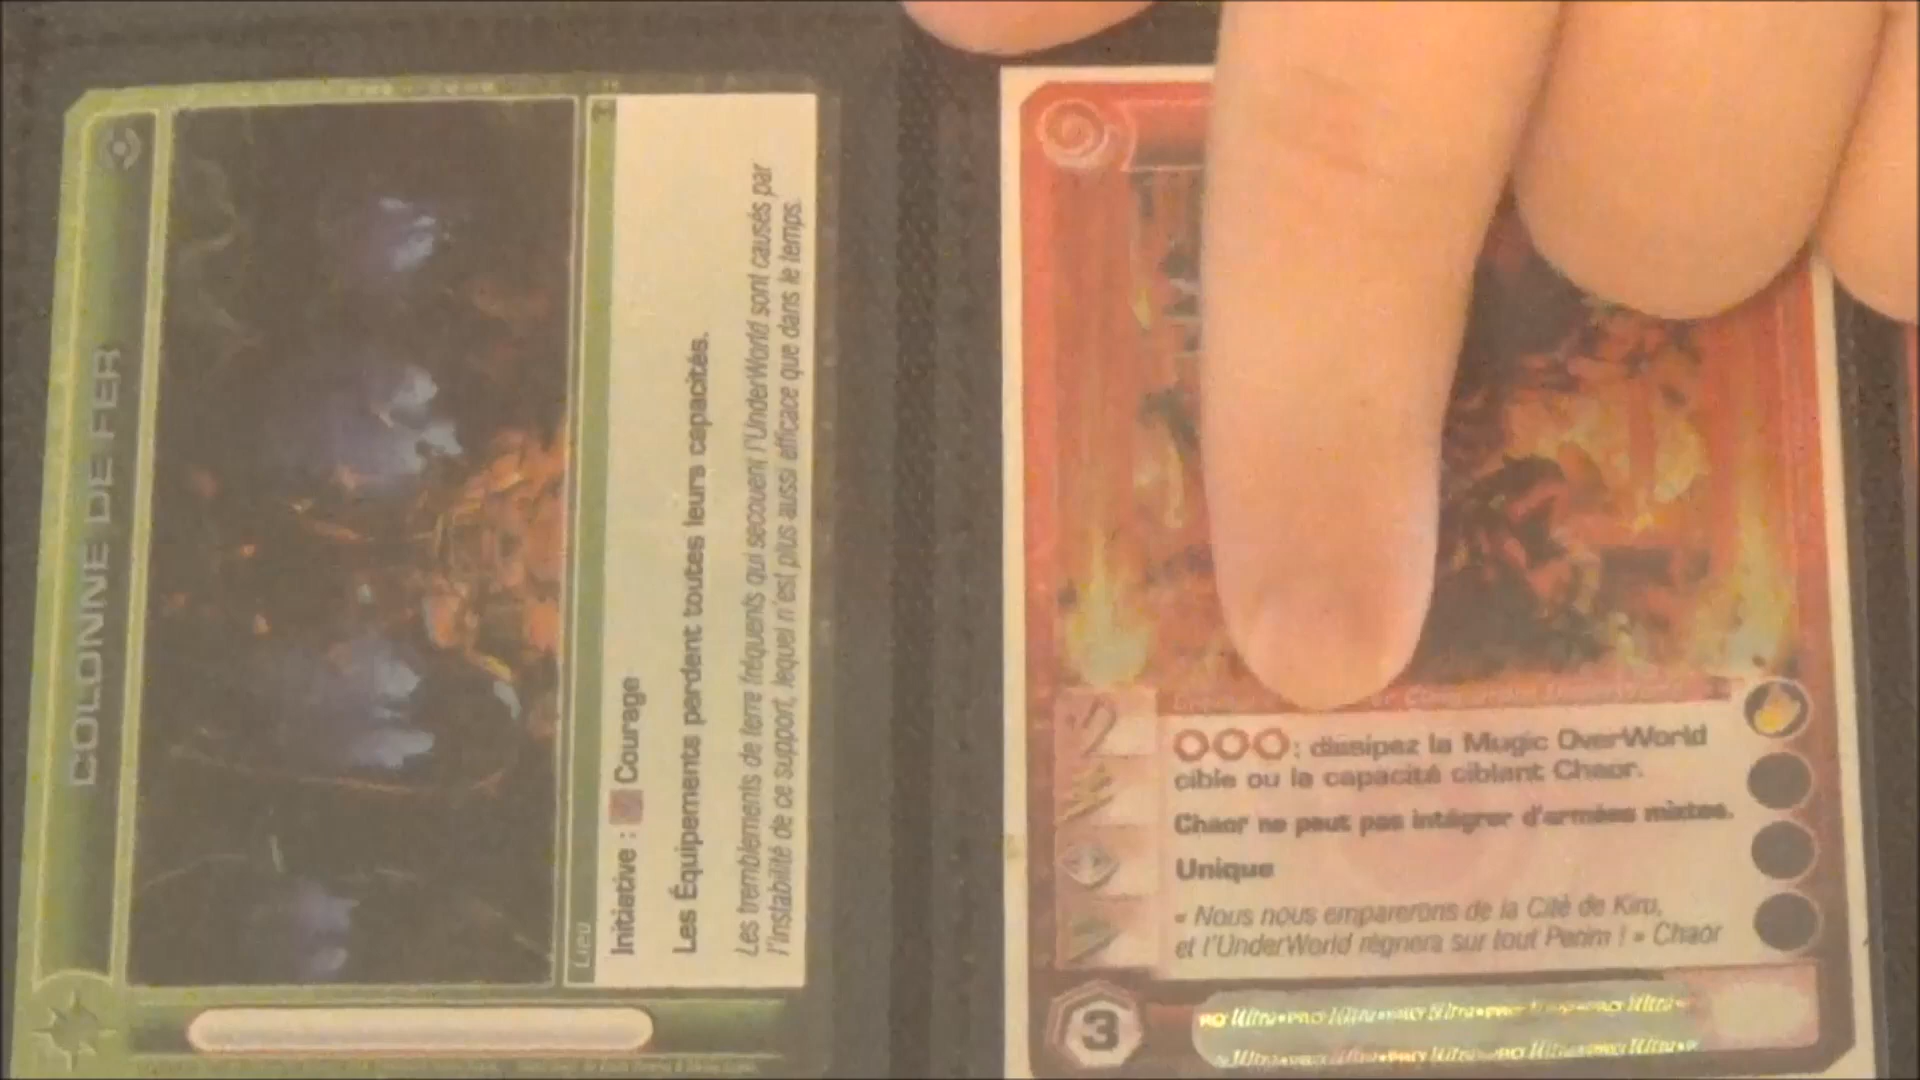 COLONNE DE FER
Lieu
Initiative : Courage
Les Équipements perdent toutes leurs capacités.
Les tremblements de terre fréquents qui secouent l'UnderWorld sont causés par
l'instabilité de ce support, lequel n'est plus aussi efficace que dans le temps.
: dissipez la Mugic OverWorld
cible ou la capacité ciblant Chaor.
Chaor ne peut pas intégrer d'armées mixtes.
Unique
« Nous nous emparerons de la Cité de Kiru,
et l'UnderWorld règnera sur tout Perim ! » Chaor
3